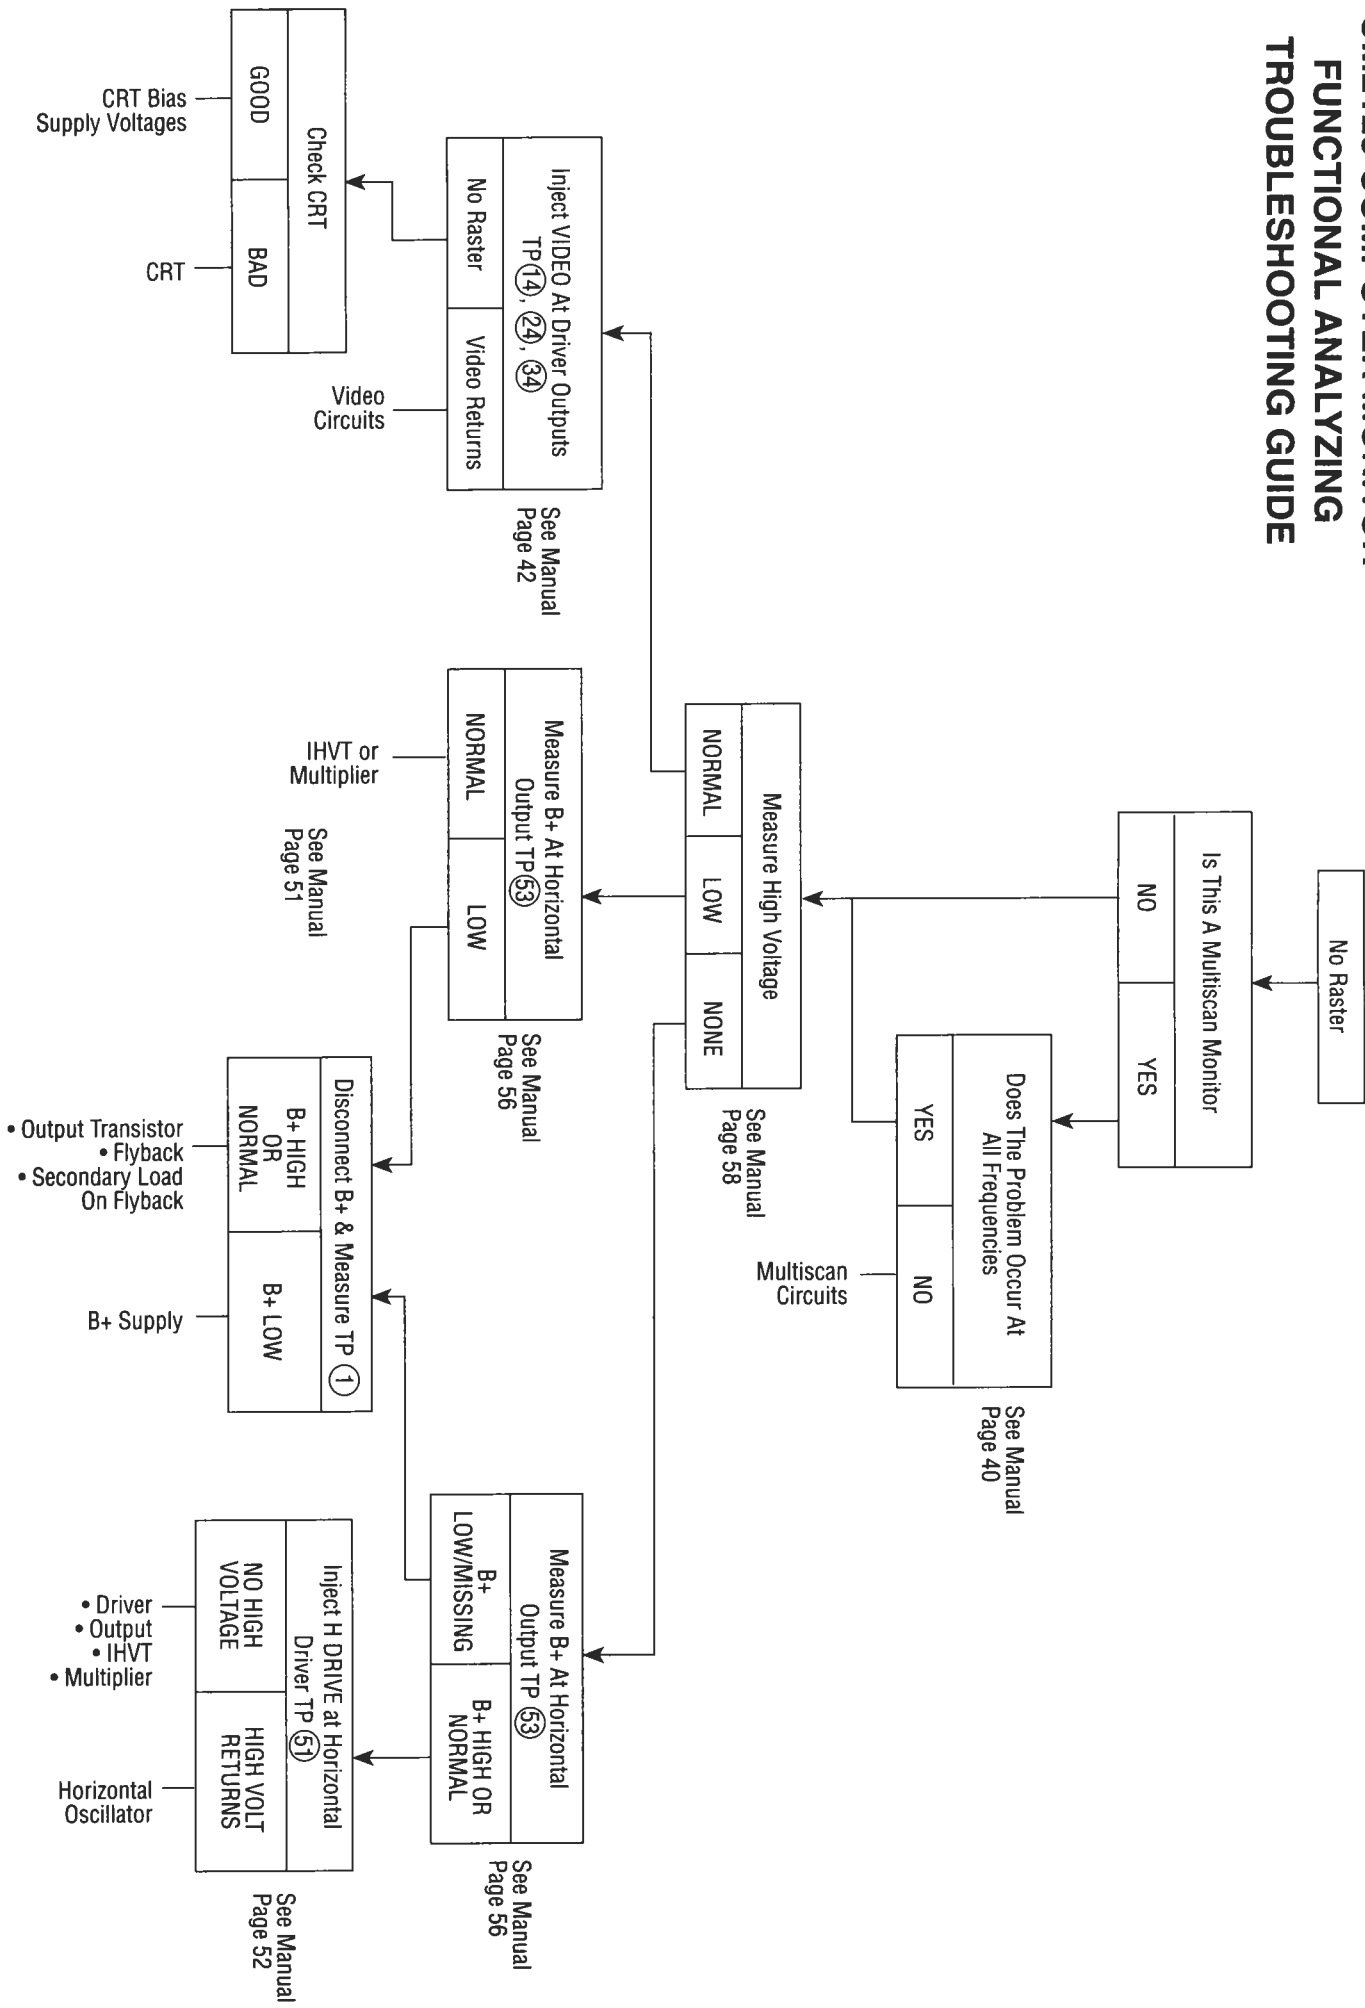 FUNCTIONAL ANALYZING
TROUBLESHOOTING GUIDE
No Raster
Is This A Multiscan Monitor
NO
YES
Does The Problem Occur At
All Frequencies
YES
NO
See Manual
Page 40
Multiscan
Circuits
Measure High Voltage
NORMAL
LOW
NONE
See Manual
Page 58
Inject VIDEO At Driver Outputs
TP 14, 24, 34
No Raster
Video Returns
See Manual
Page 42
Video
Circuits
Check CRT
GOOD
BAD
CRT Bias
Supply Voltages
CRT
Measure B+ At Horizontal
Output TP 53
NORMAL
LOW
See Manual
Page 56
IHVT or
Multiplier
See Manual
Page 51
Disconnect B+ & Measure TP 1
B+ HIGH
OR
NORMAL
B+ LOW
• Output Transistor
• Flyback
• Secondary Load
On Flyback
B+ Supply
Measure B+ At Horizontal
Output TP 53
B+
LOW/MISSING
B+ HIGH OR
NORMAL
See Manual
Page 56
Inject H DRIVE at Horizontal
Driver TP 51
NO HIGH
VOLTAGE
HIGH VOLT
RETURNS
See Manual
Page 52
• Driver
• Output
• IHVT
• Multiplier
Horizontal
Oscillator